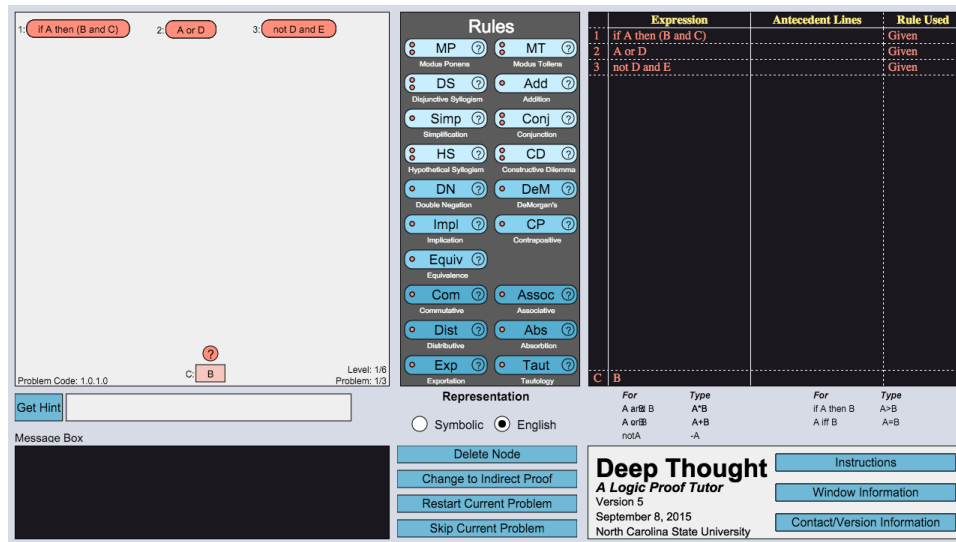 1: if A then (B and C) 2: A or D 3: not D and E
?
C: B
Problem Code: 1.0.1.0
Level: 1/6
Problem: 1/3
Get Hint
Message Box
Rules
MP ? MT ?
Modus Ponens Modus Tollens
DS ? Add ?
Disjunctive Syllogism Addition
Simp ? Conj ?
Simplification Conjunction
HS ? CD ?
Hypothetical Syllogism Constructive Dilemma
DN ? DeM ?
Double Negation DeMorgan's
Impl ? CP ?
Implication Contrapositive
Equiv ?
Equivalence
Com ? Assoc ?
Commutative Associative
Dist ? Abs ?
Distributive Absorbtion
Exp ? Taut ?
Exportation Tautology
Representation
Symbolic English
Delete Node
Change to Indirect Proof
Restart Current Problem
Skip Current Problem
Expression Antecedent Lines Rule Used
1 if A then (B and C) Given
2 A or D Given
3 not D and E Given
C B
For Type For Type
B A*B if A then B A>B
A+B A iff B A=B
notA -A
Deep Thought
A Logic Proof Tutor
Version 5
September 8, 2015
North Carolina State University
Instructions
Window Information
Contact/Version Information